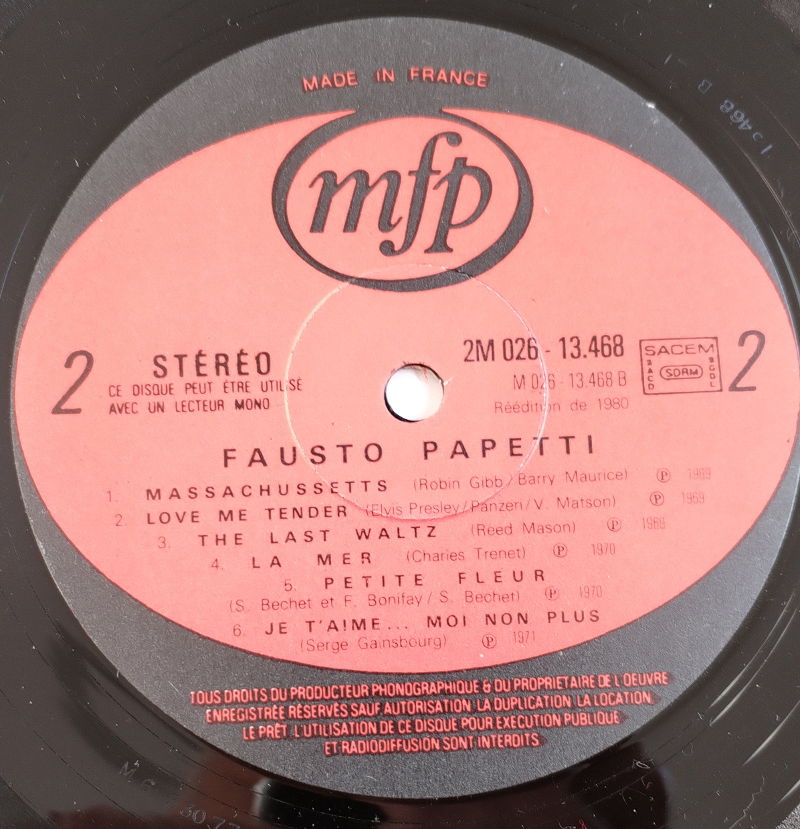 MADE IN FRANCE
mfp
2 STÉRÉO 2M 026 - 13.468 SACEM SACD SDRM SGDL 2
CE DISQUE PEUT ÊTRE UTILISÉ M 026 - 13.468 B
AVEC UN LECTEUR MONO Réédition de 1980
FAUSTO PAPETTI
1. MASSACHUSSETTS (Robin Gibb/Barry Maurice) ℗ 1969
2. LOVE ME TENDER (Elvis Presley/Panzeri/V. Matson) ℗ 1969
3. THE LAST WALTZ (Reed Mason) ℗ 1969
4. LA MER (Charles Trenet) ℗ 1970
5. PETITE FLEUR
(S. Bechet et F. Bonifay/S. Bechet) ℗ 1970
6. JE T'A!ME... MOI NON PLUS
(Serge Gainsbourg) ℗ 1971
TOUS DROITS DU PRODUCTEUR PHONOGRAPHIQUE & DU PROPRIETAIRE DE L'OEUVRE
ENREGISTRÉE RÉSERVÉS SAUF AUTORISATION LA DUPLICATION, LA LOCATION,
LE PRÊT, L'UTILISATION DE CE DISQUE POUR EXECUTION PUBLIQUE
ET RADIODIFFUSION SONT INTERDITS